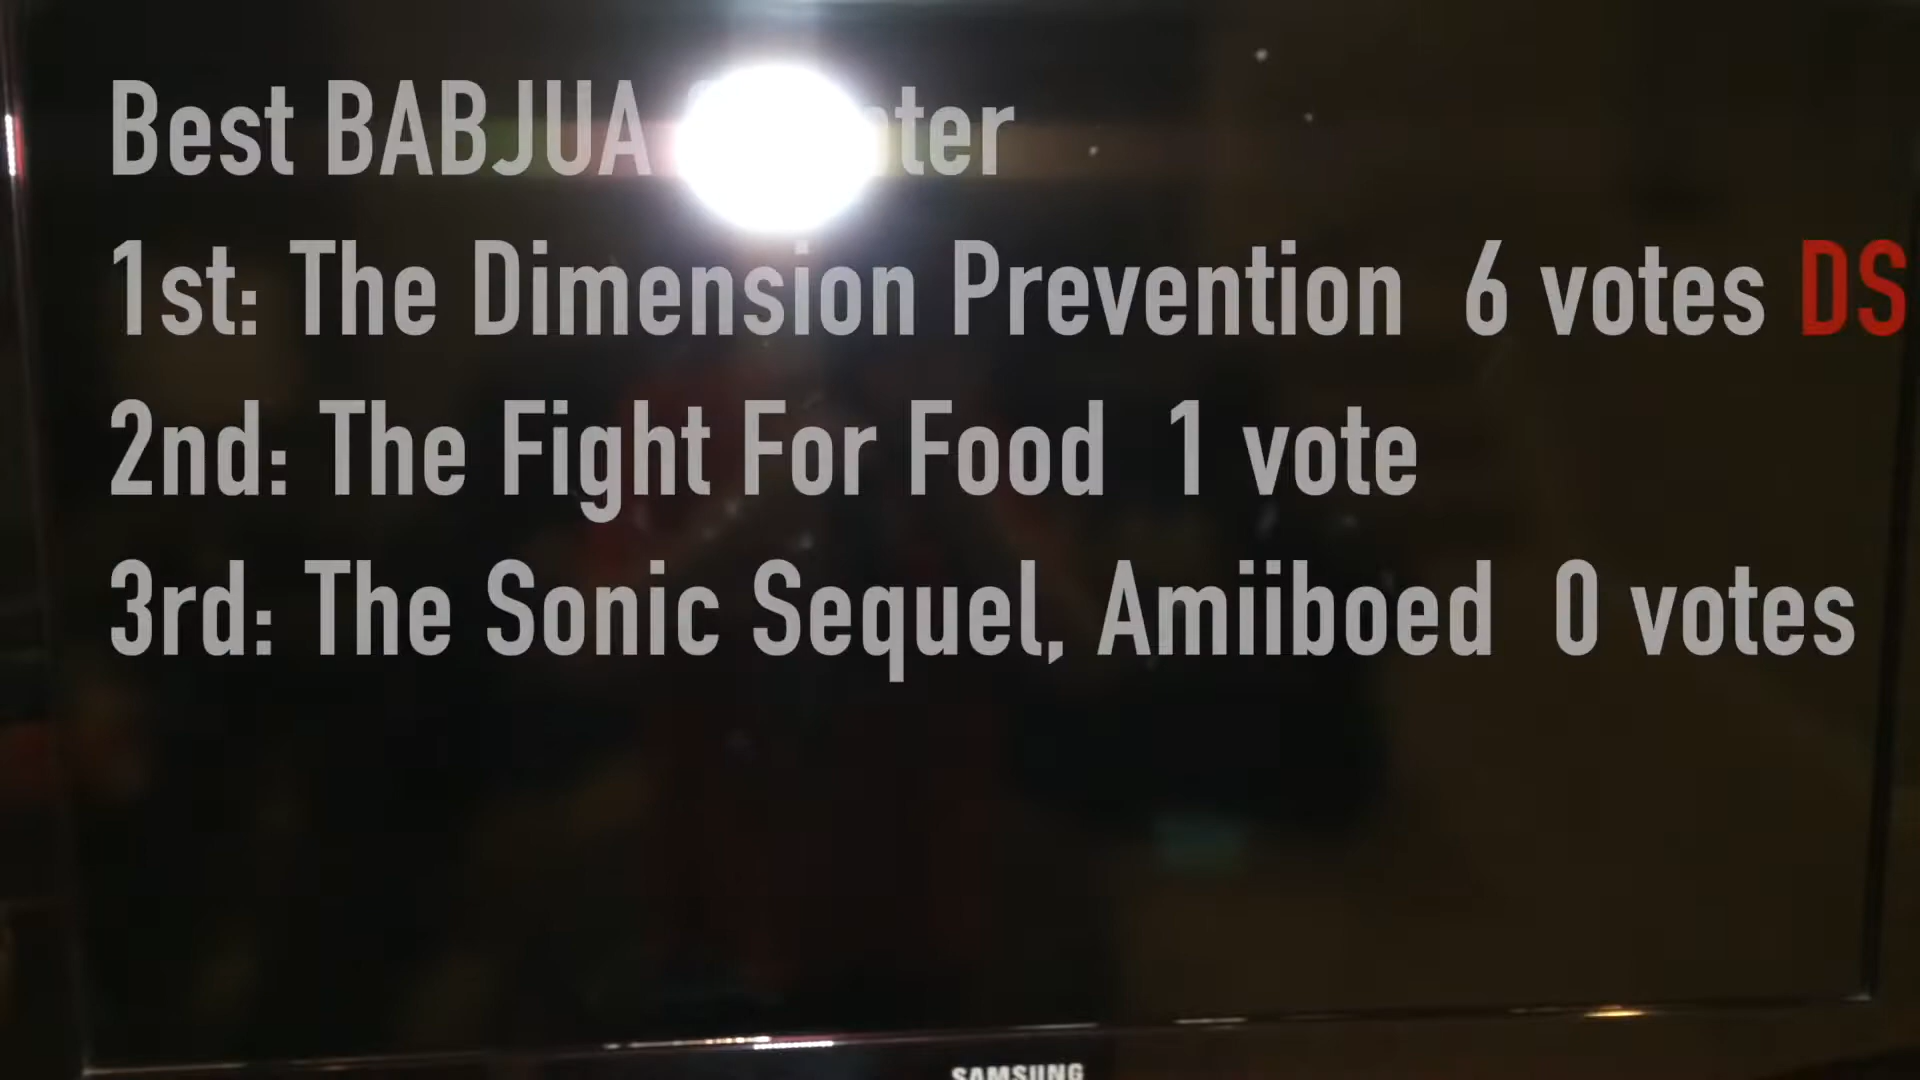 Best BABJUA
1st: The Dimension Prevention 6 votes DS
2nd: The Fight For Food 1 vote
3rd: The Sonic Sequel, Amiiboed 0 votes
SAMSUNG